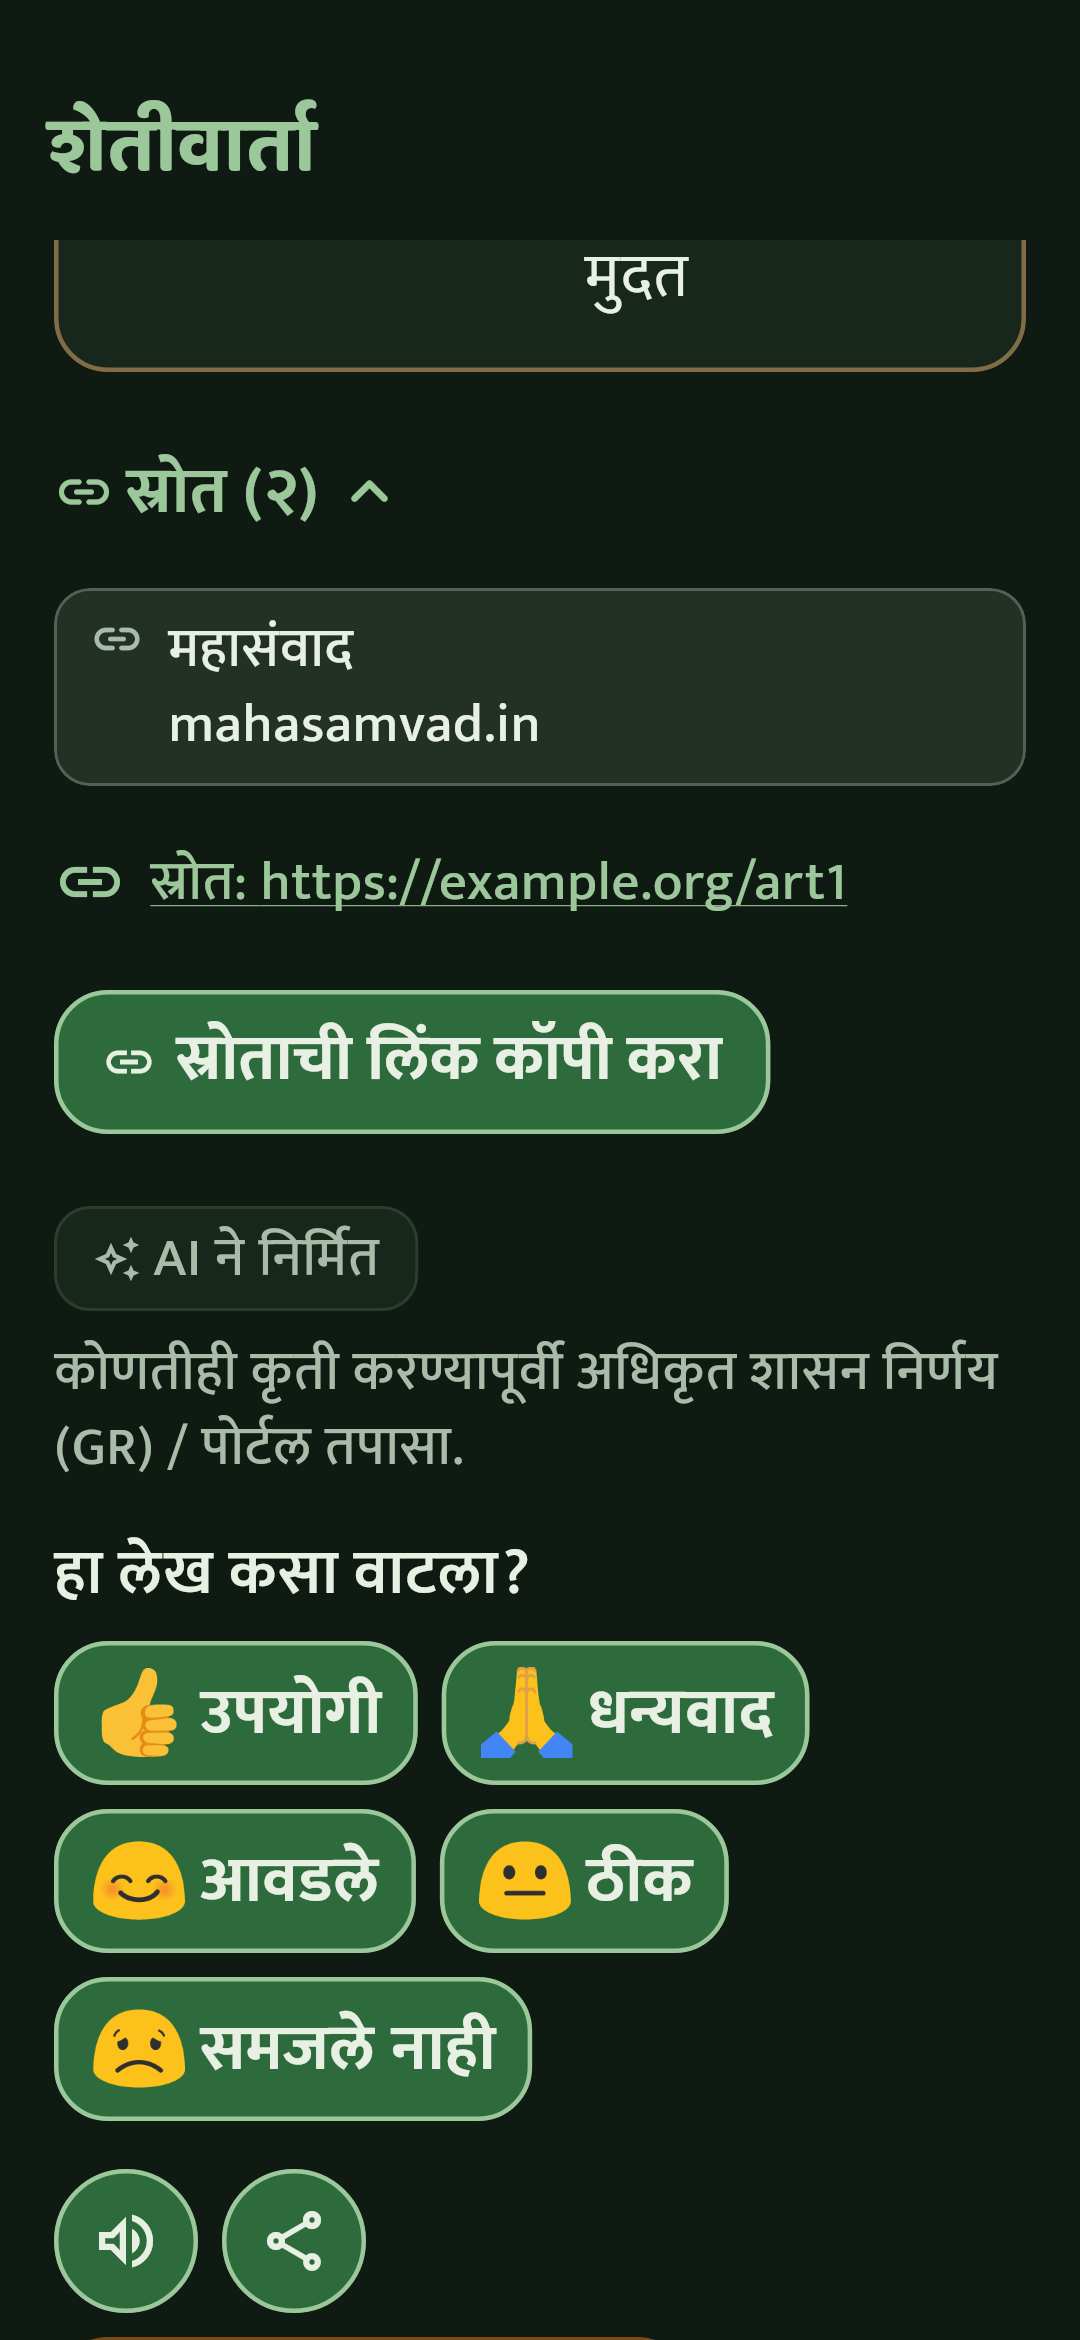 शेतीवार्ता
मुदत
स्रोत (२)
महासंवाद
mahasamvad.in
स्रोत: https://example.org/art1
स्रोताची लिंक कॉपी करा
AI ने निर्मित
कोणतीही कृती करण्यापूर्वी अधिकृत शासन निर्णय
(GR) / पोर्टल तपासा.
हा लेख कसा वाटला?
उपयोगी
धन्यवाद
आवडले
ठीक
समजले नाही